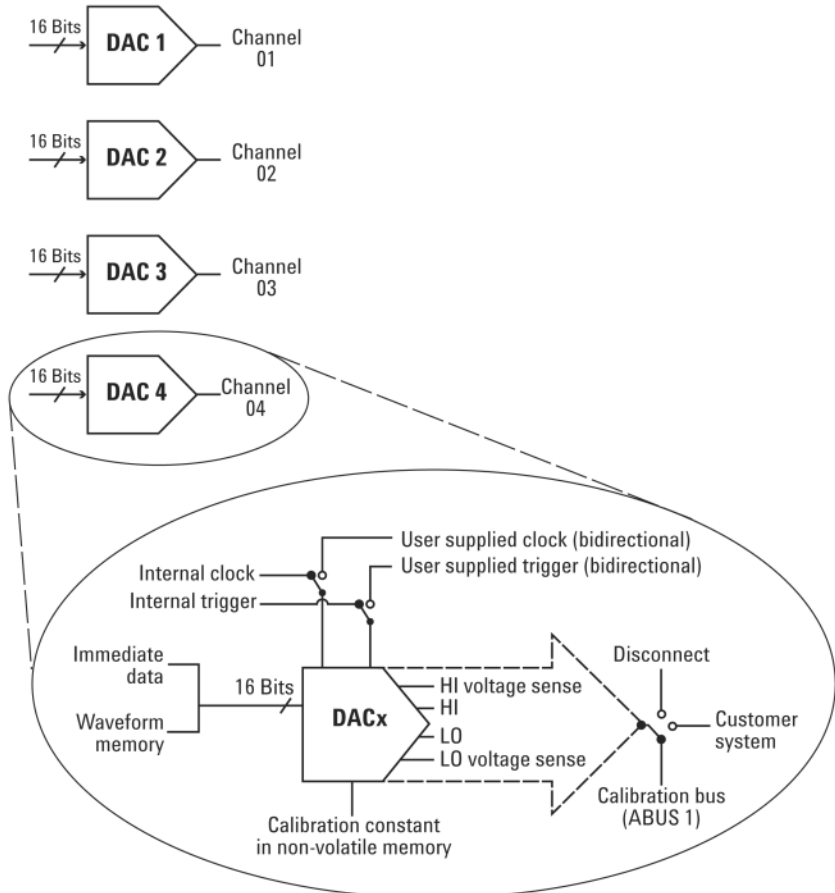 16 Bits
DAC 1
Channel
01
16 Bits
DAC 2
Channel
02
16 Bits
DAC 3
Channel
03
16 Bits
DAC 4
Channel
04
User supplied clock (bidirectional)
Internal clock
User supplied trigger (bidirectional)
Internal trigger
Immediate
data
16 Bits
Waveform
memory
DACx
HI voltage sense
HI
LO
LO voltage sense
Disconnect
Customer
system
Calibration bus
(ABUS 1)
Calibration constant
in non-volatile memory